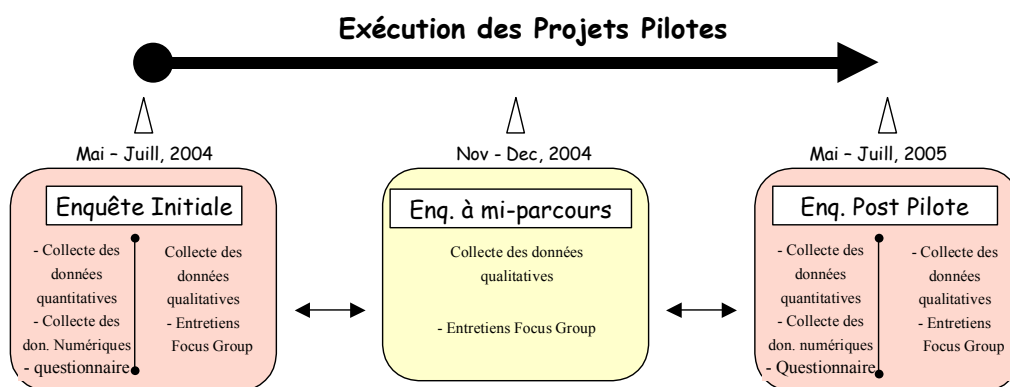 Exécution des Projets Pilotes
Mai – Juill, 2004
Nov - Dec, 2004
Mai – Juill, 2005
Enquête Initiale
- Collecte des
données
quantitatives
- Collecte des
don. Numériques
- questionnaire
Collecte des
données
qualitatives
- Entretiens
Focus Group
Enq. à mi-parcours
Collecte des données
qualitatives
- Entretiens Focus Group
Enq. Post Pilote
- Collecte des
données
quantitatives
- Collecte des
don. numériques
- Questionnaire
- Collecte des
données
qualitatives
- Entretiens
Focus Group